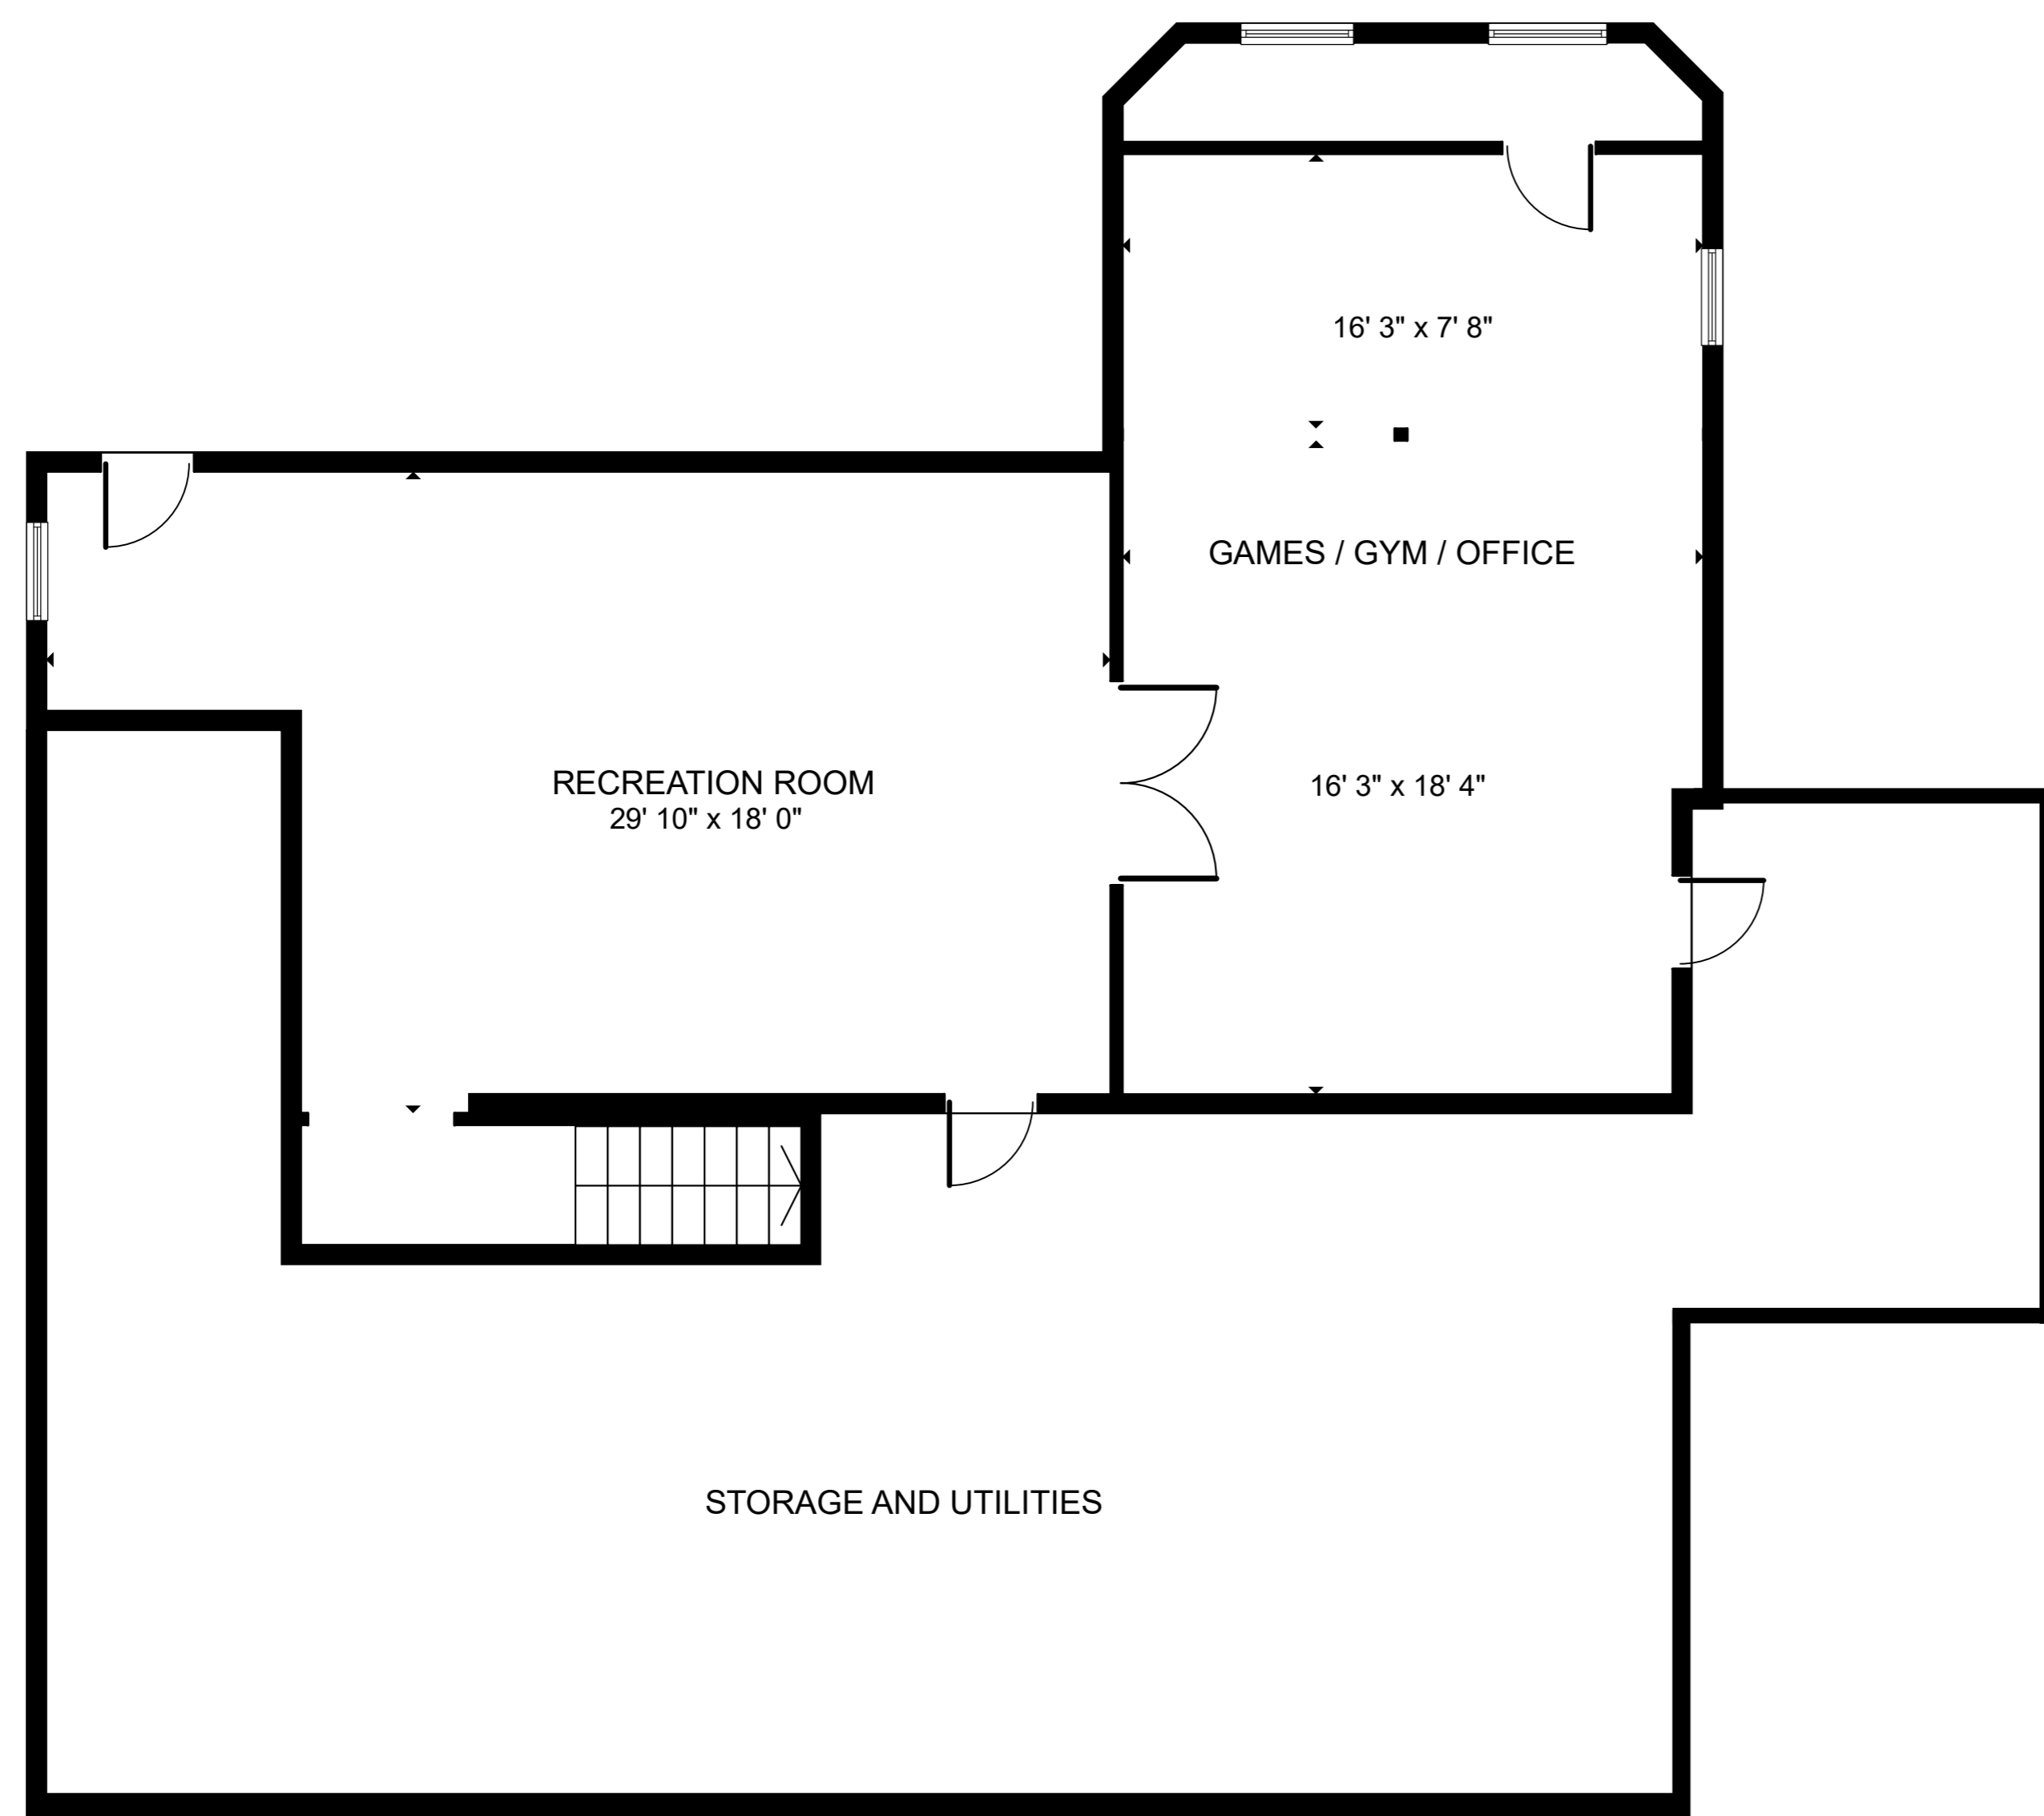 16' 3" x 7' 8"
GAMES / GYM / OFFICE
RECREATION ROOM
29' 10" x 18' 0"
16' 3" x 18' 4"
STORAGE AND UTILITIES